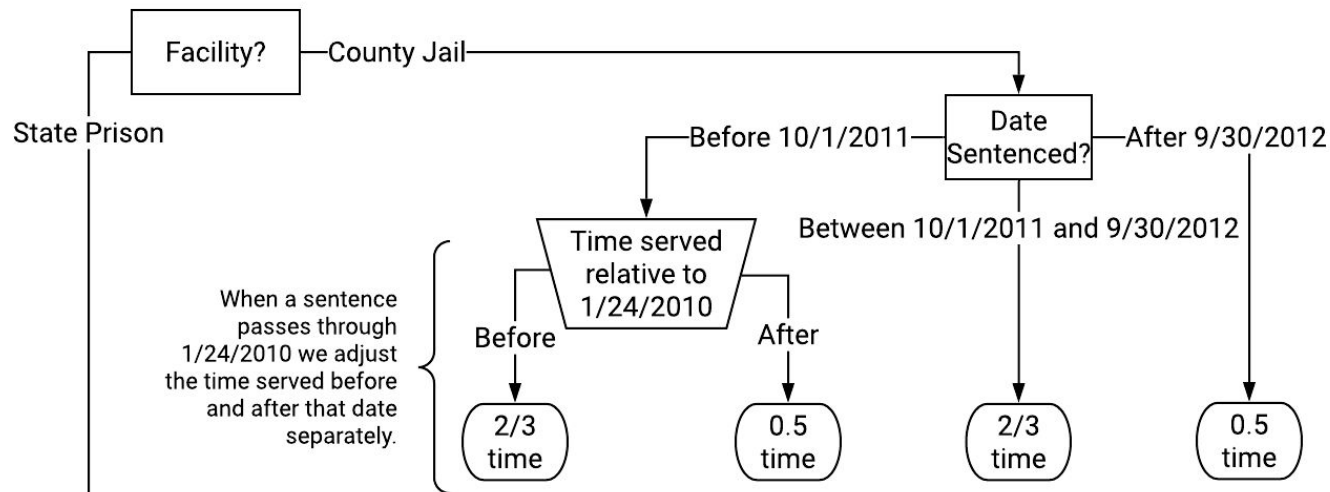 Facility?
County Jail
State Prison
Date
Sentenced?
Before 10/1/2011
After 9/30/2012
Between 10/1/2011 and 9/30/2012
Time served
relative to
1/24/2010
When a sentence
passes through
1/24/2010 we adjust
the time served before
and after that date
separately.
Before
After
2/3
time
0.5
time
2/3
time
0.5
time